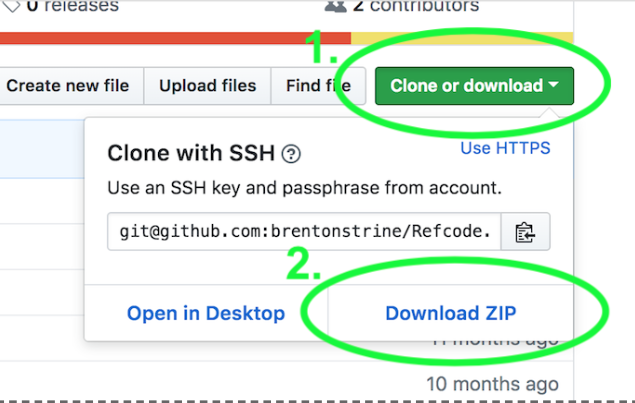 0 releases
2 contributors
1.
Create new file
Upload files
Find file
Clone or download
Clone with SSH
Use HTTPS
Use an SSH key and passphrase from account.
git@github.com:brentonstrine/Refcode.
2.
Open in Desktop
Download ZIP
11 months ago
10 months ago